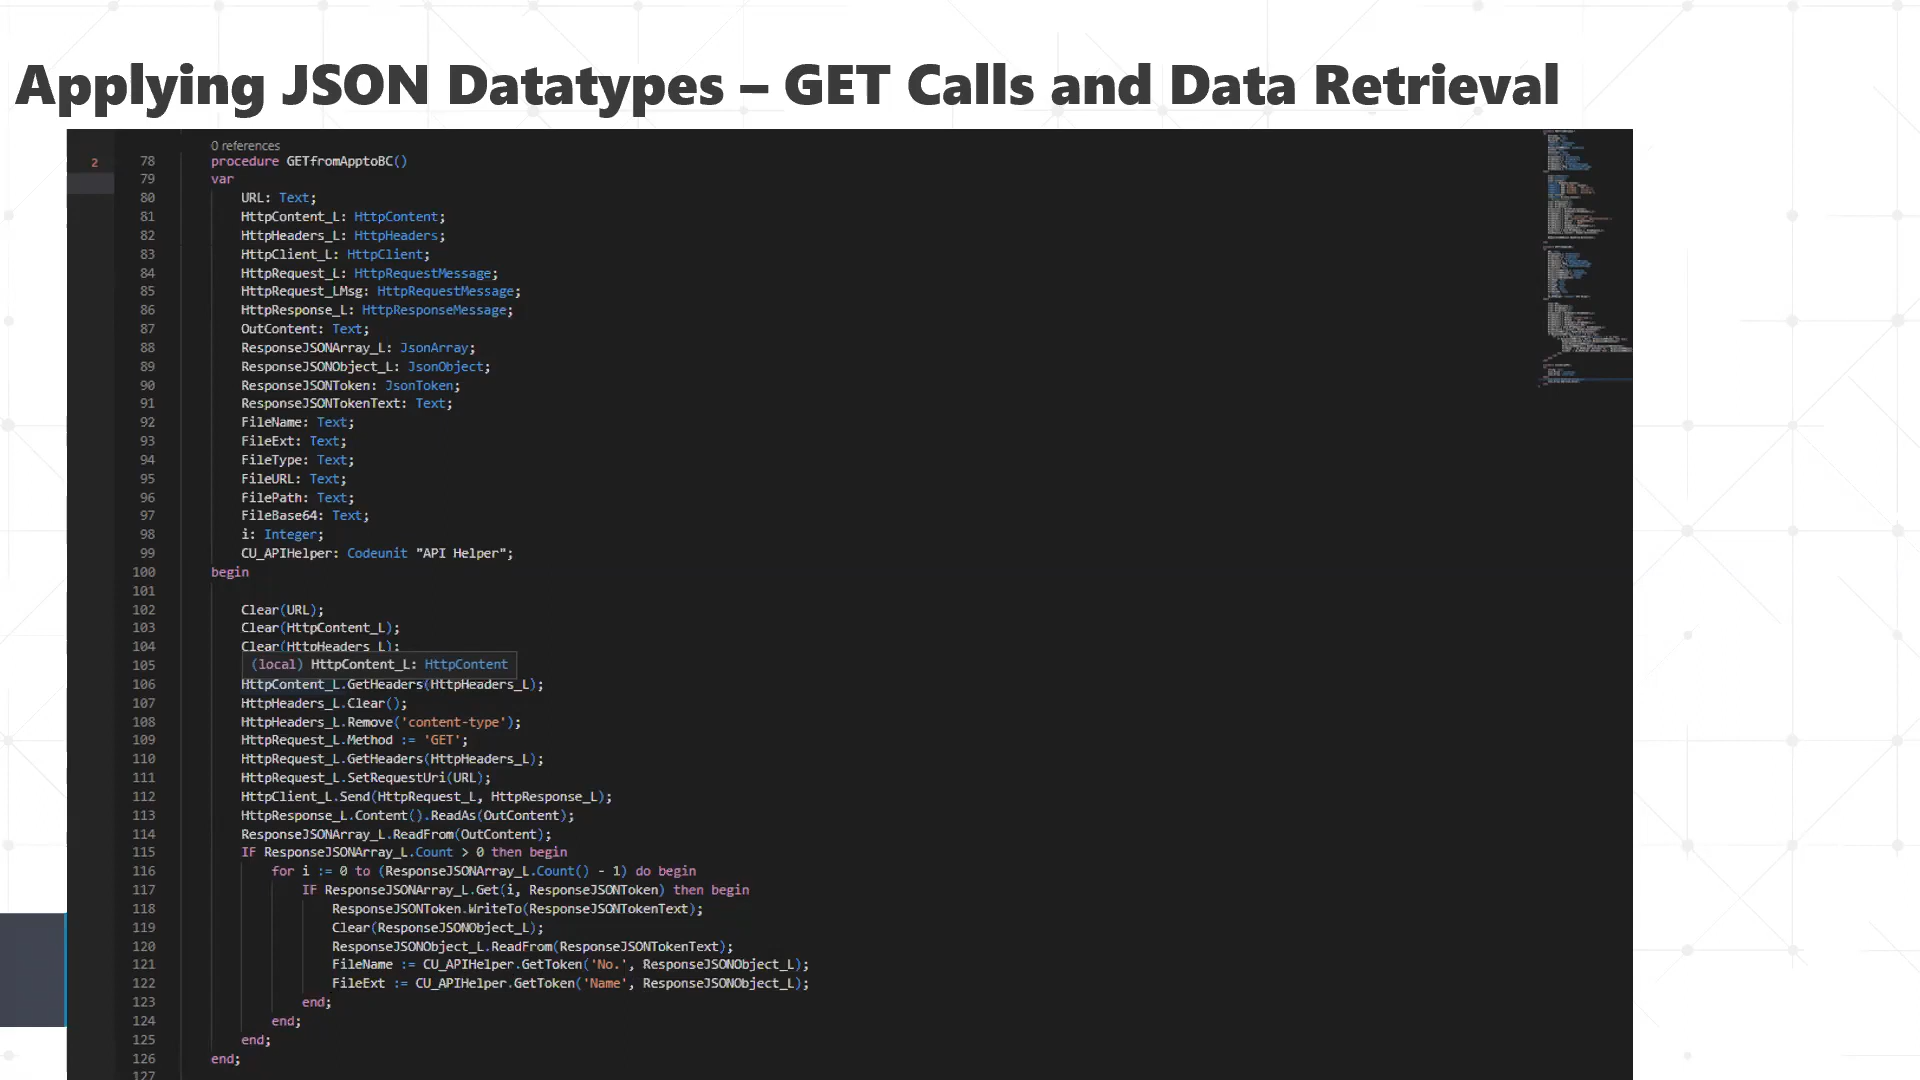 Applying JSON Datatypes – GET Calls and Data Retrieval
0 references
2
78 procedure GETfromApptoBC()
79 var
80 URL: Text;
81 HttpContent_L: HttpContent;
82 HttpHeaders_L: HttpHeaders;
83 HttpClient_L: HttpClient;
84 HttpRequest_L: HttpRequestMessage;
85 HttpRequest_LMsg: HttpRequestMessage;
86 HttpResponse_L: HttpResponseMessage;
87 OutContent: Text;
88 ResponseJSONArray_L: JsonArray;
89 ResponseJSONObject_L: JsonObject;
90 ResponseJSONToken: JsonToken;
91 ResponseJSONTokenText: Text;
92 FileName: Text;
93 FileExt: Text;
94 FileType: Text;
95 FileURL: Text;
96 FilePath: Text;
97 FileBase64: Text;
98 i: Integer;
99 CU_APIHelper: Codeunit "API Helper";
100 begin
101
102 Clear(URL);
103 Clear(HttpContent_L);
104 Clear(HttpHeaders_L);
105 (local) HttpContent_L: HttpContent
106 HttpContent_L.GetHeaders(HttpHeaders_L);
107 HttpHeaders_L.Clear();
108 HttpHeaders_L.Remove('content-type');
109 HttpRequest_L.Method := 'GET';
110 HttpRequest_L.GetHeaders(HttpHeaders_L);
111 HttpRequest_L.SetRequestUri(URL);
112 HttpClient_L.Send(HttpRequest_L, HttpResponse_L);
113 HttpResponse_L.Content().ReadAs(OutContent);
114 ResponseJSONArray_L.ReadFrom(OutContent);
115 IF ResponseJSONArray_L.Count > 0 then begin
116 for i := 0 to (ResponseJSONArray_L.Count() - 1) do begin
117 IF ResponseJSONArray_L.Get(i, ResponseJSONToken) then begin
118 ResponseJSONToken.WriteTo(ResponseJSONTokenText);
119 Clear(ResponseJSONObject_L);
120 ResponseJSONObject_L.ReadFrom(ResponseJSONTokenText);
121 FileName := CU_APIHelper.GetToken('No.', ResponseJSONObject_L);
122 FileExt := CU_APIHelper.GetToken('Name', ResponseJSONObject_L);
123 end;
124 end;
125 end;
126 end;
127